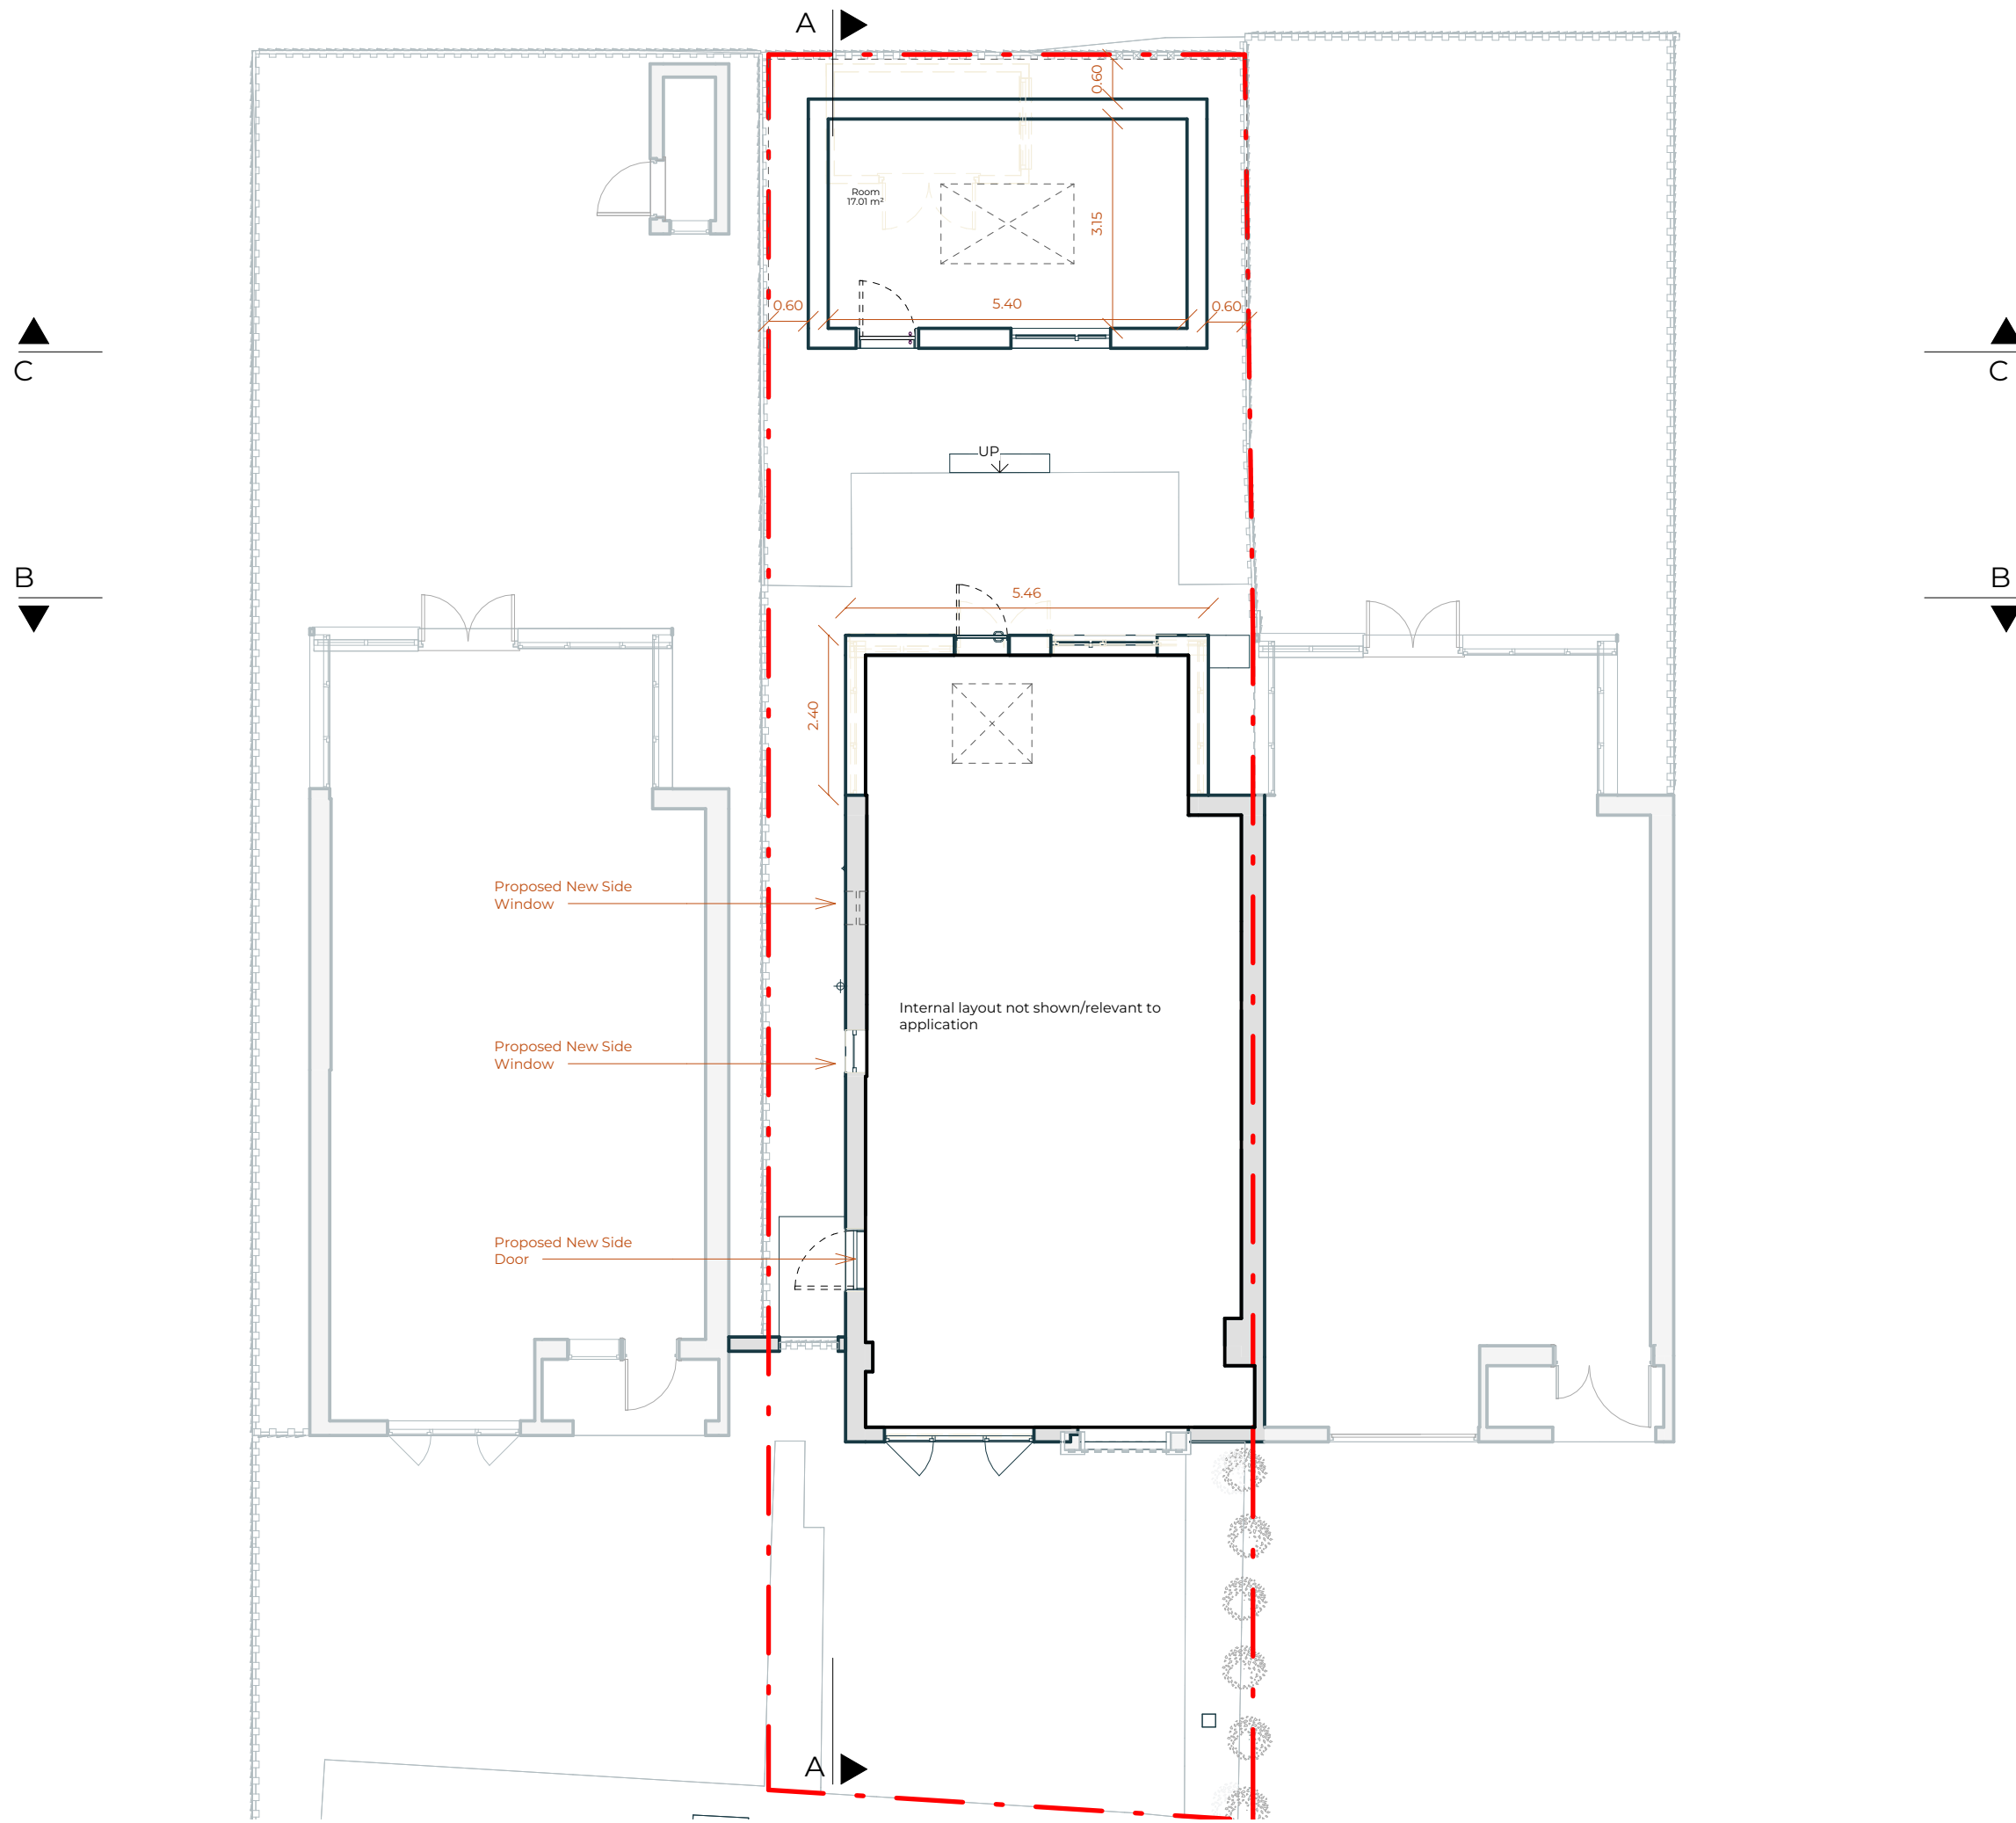 A
0.60
Room
17.01 m²
3.15
0.60
5.40
0.60
C
C
UP
B
B
5.46
2.40
Proposed New Side
Window
Internal layout not shown/relevant to
application
Proposed New Side
Window
Proposed New Side
Door
A